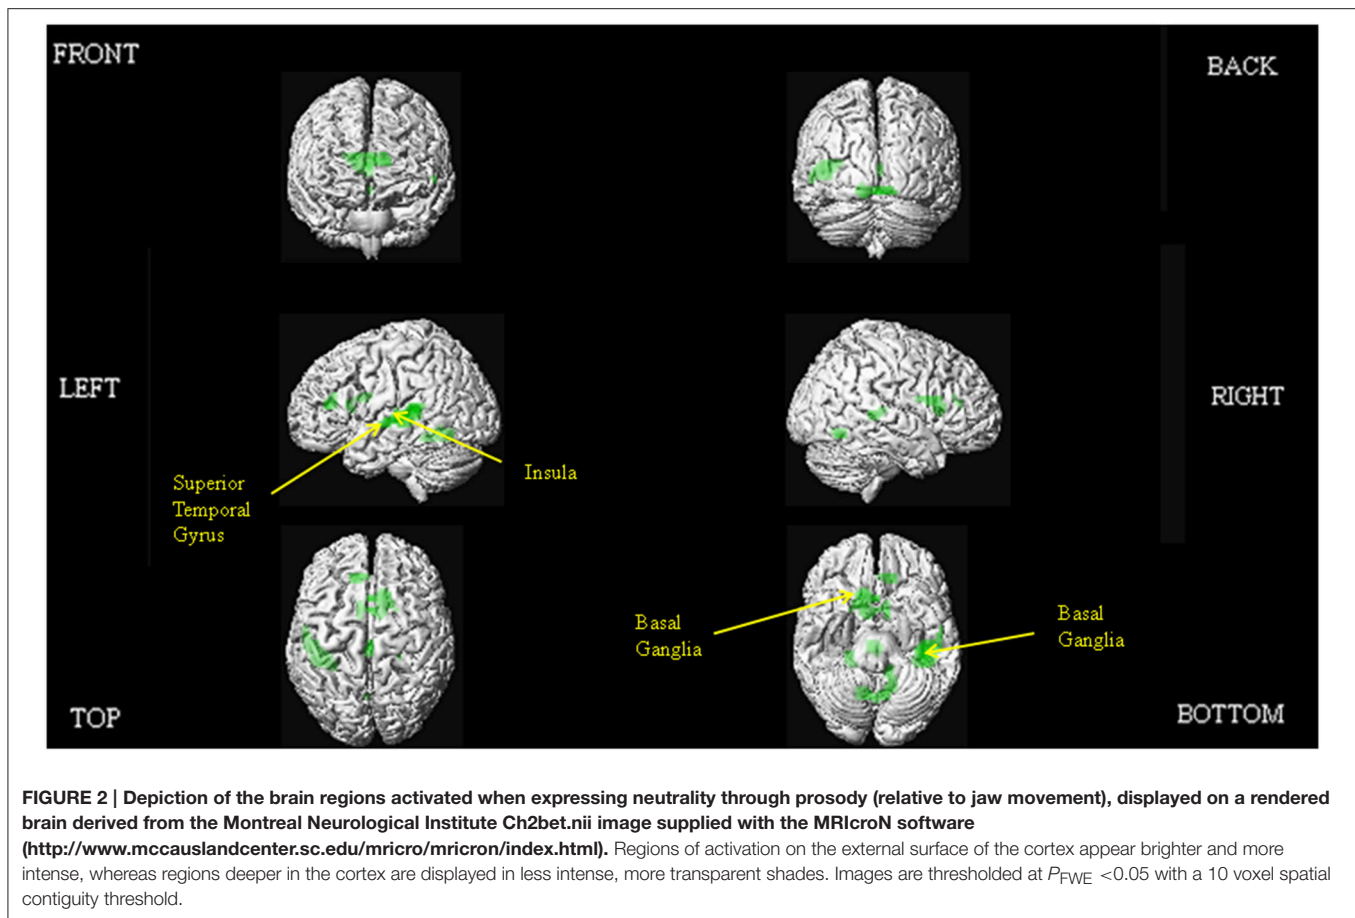 FRONT
BACK
LEFT
RIGHT
Superior
Temporal
Gyrus
Insula
Basal
Ganglia
Basal
Ganglia
TOP
BOTTOM
FIGURE 2 | Depiction of the brain regions activated when expressing neutrality through prosody (relative to jaw movement), displayed on a rendered
brain derived from the Montreal Neurological Institute Ch2bet.nii image supplied with the MRIcroN software
(http://www.mccauslandcenter.sc.edu/mricro/mricron/index.html). Regions of activation on the external surface of the cortex appear brighter and more
intense, whereas regions deeper in the cortex are displayed in less intense, more transparent shades. Images are thresholded at PFWE <0.05 with a 10 voxel spatial
contiguity threshold.